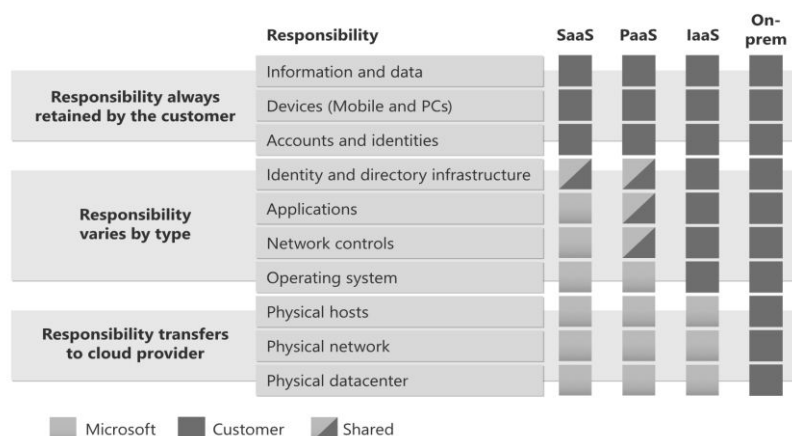 Responsibility SaaS PaaS IaaS On-
prem
Information and data
Responsibility always
retained by the customer
Devices (Mobile and PCs)
Accounts and identities
Identity and directory infrastructure
Responsibility
varies by type
Applications
Network controls
Operating system
Physical hosts
Responsibility transfers
to cloud provider
Physical network
Physical datacenter
Microsoft Customer Shared